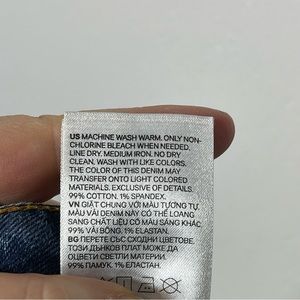 US MACHINE WASH WARM. ONLY NON-
CHLORINE BLEACH WHEN NEEDED.
LINE DRY. MEDIUM IRON. NO DRY
CLEAN. WASH WITH LIKE COLORS.
THE COLOR OF THIS DENIM MAY
TRANSFER ONTO LIGHT COLORED
MATERIALS. EXCLUSIVE OF DETAILS.
99% COTTON. 1% SPANDEX.
VN GIẶT CHUNG VỚI MÀU TƯƠNG TỰ.
MÀU VẢI DENIM NÀY CÓ THỂ LOANG
SANG CHẤT LIỆU CÓ MÀU SÁNG KHÁC
99% BÔNG, 1% ELASTAN.
BG ПЕРЕТЕ СЪС СХОДНИ ЦВЕТОВЕ.
ТОЗИ ДЪНКОВ ПЛАТ МОЖЕ ДА
ОЦВЕТИ СВЕТЛИ МАТЕРИИ.
99% ПАМУК, 1% ЕЛАСТАН.